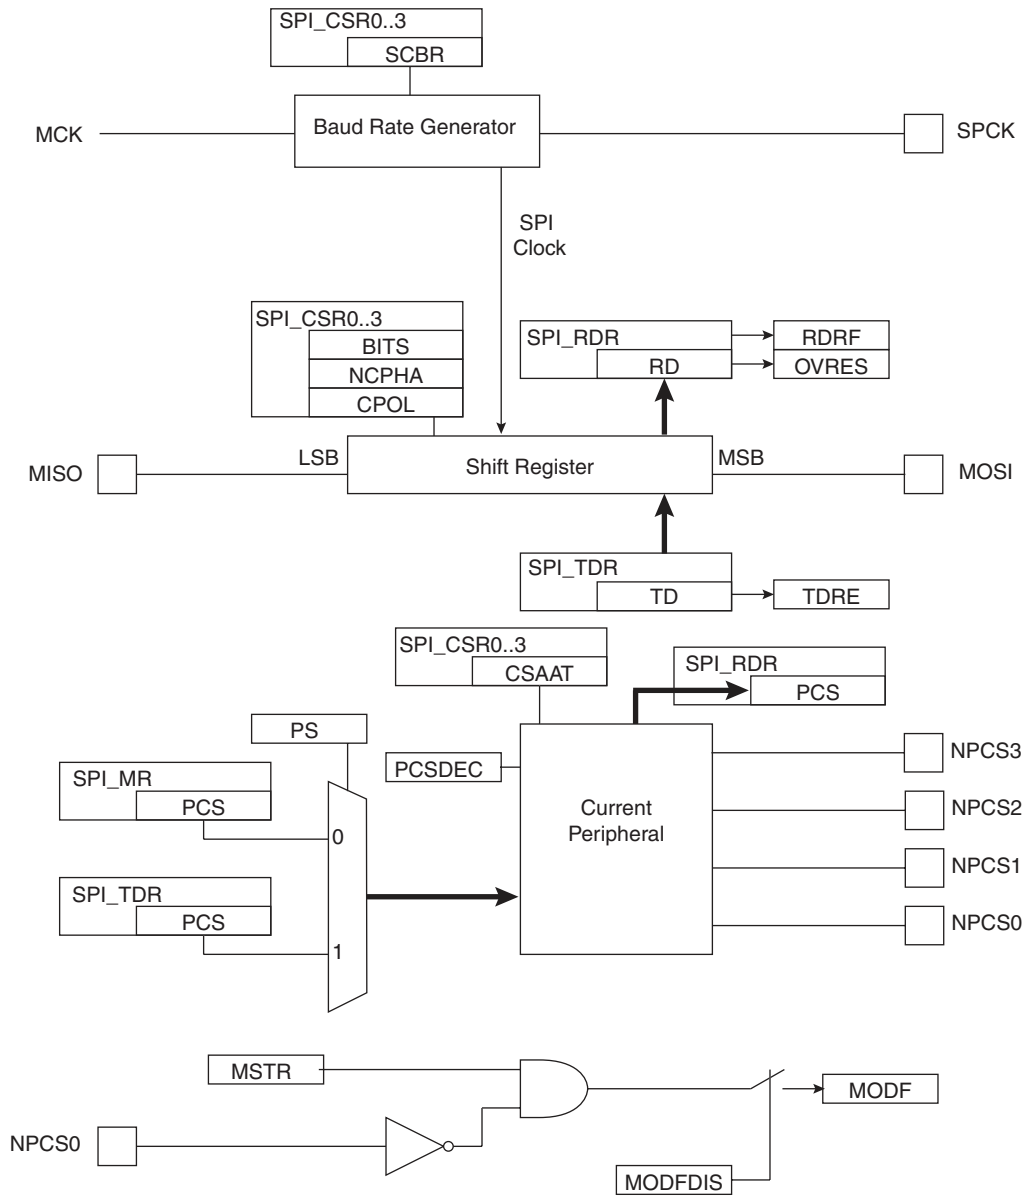 SPI_CSR0..3
SCBR
MCK
Baud Rate Generator
SPCK
SPI
Clock
SPI_CSR0..3
BITS
NCPHA
CPOL
SPI_RDR
RD
RDRF
OVRES
MISO
LSB
Shift Register
MSB
MOSI
SPI_TDR
TD
TDRE
SPI_CSR0..3
CSAAT
SPI_RDR
PCS
PS
PCSDEC
SPI_MR
PCS
0
SPI_TDR
PCS
1
Current
Peripheral
NPCS3
NPCS2
NPCS1
NPCS0
MSTR
MODF
NPCS0
MODFDIS